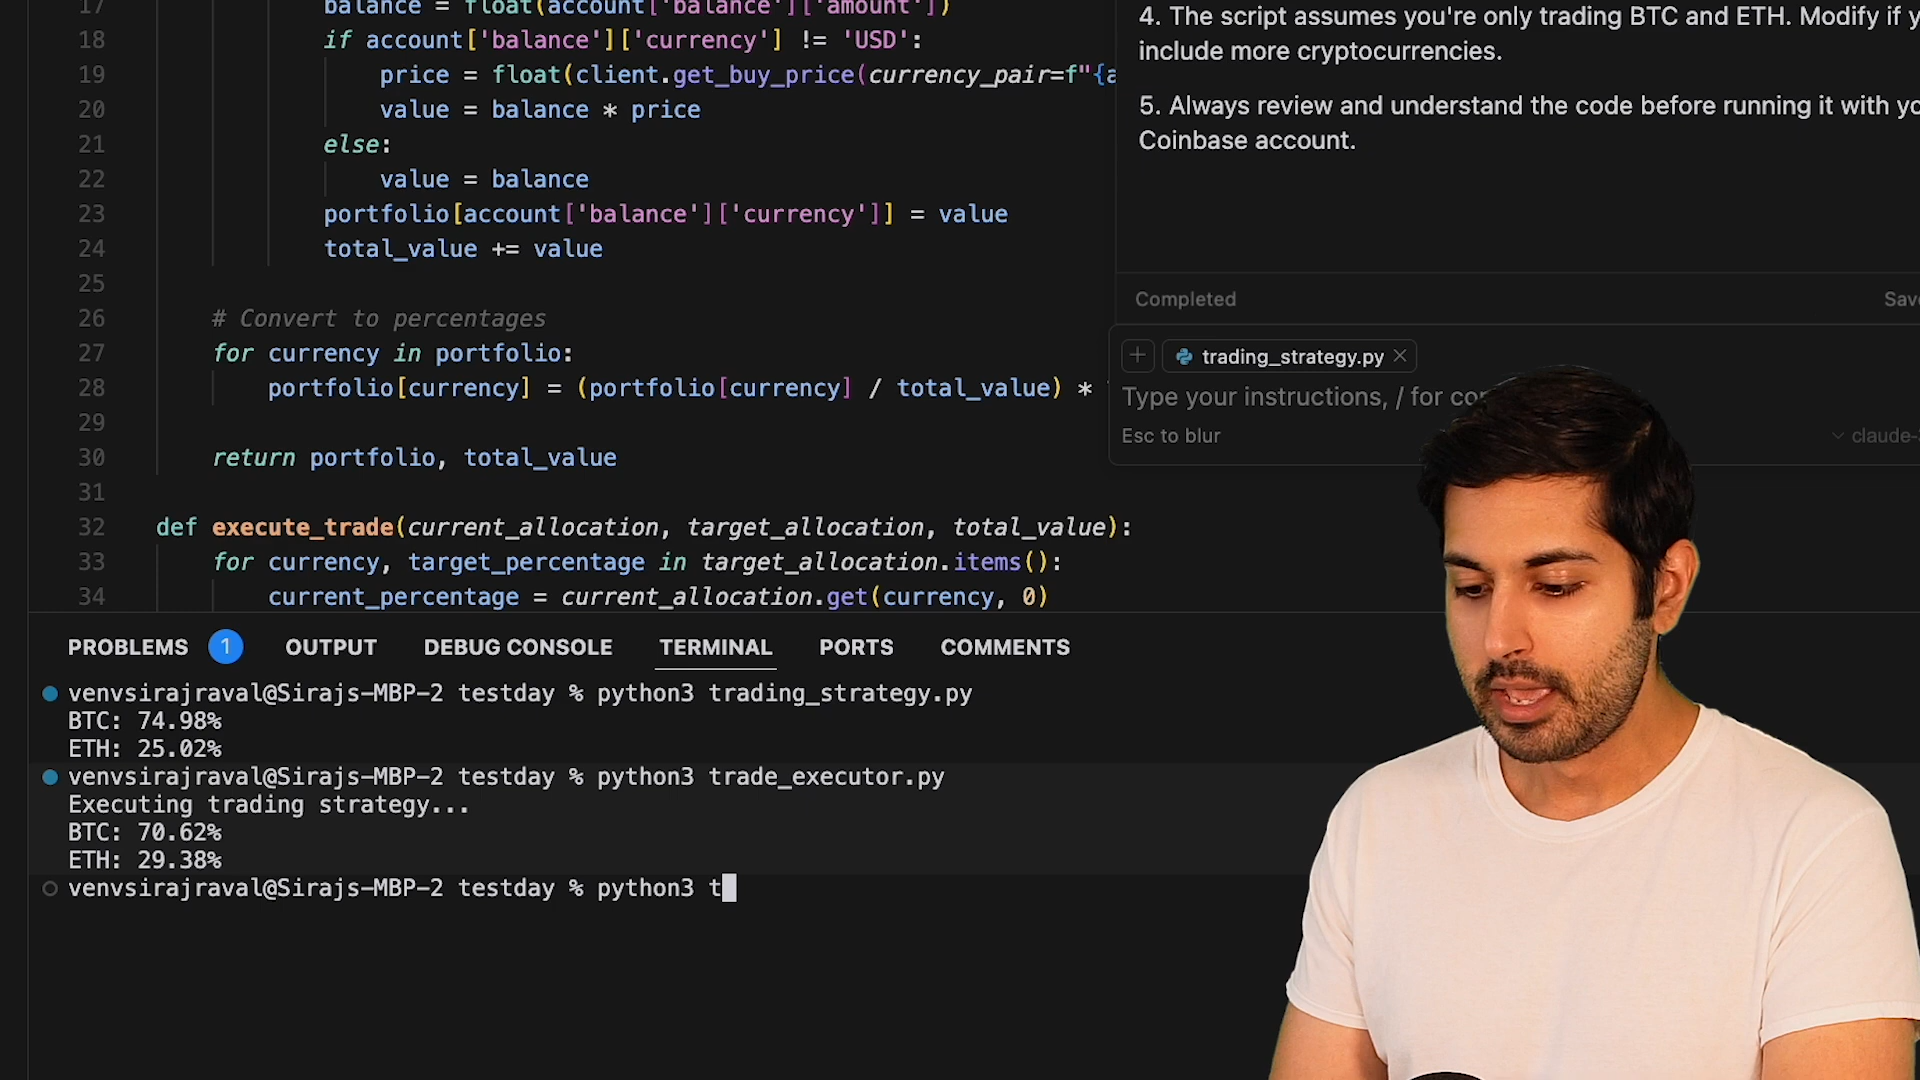 17 balance = float(account['balance']['amount'])
18 if account['balance']['currency'] != 'USD':
19 price = float(client.get_buy_price(currency_pair=f"{a
20 value = balance * price
21 else:
22 value = balance
23 portfolio[account['balance']['currency']] = value
24 total_value += value
25
26 # Convert to percentages
27 for currency in portfolio:
28 portfolio[currency] = (portfolio[currency] / total_value) *
29
30 return portfolio, total_value
31
32 def execute_trade(current_allocation, target_allocation, total_value):
33 for currency, target_percentage in target_allocation.items():
34 current_percentage = current_allocation.get(currency, 0)
4. The script assumes you're only trading BTC and ETH. Modify if y
include more cryptocurrencies.
5. Always review and understand the code before running it with yo
Coinbase account.
Completed Save
+ trading_strategy.py ×
Type your instructions, / for co
Esc to blur claude-3
PROBLEMS 1 OUTPUT DEBUG CONSOLE TERMINAL PORTS COMMENTS
venvsirajraval@Sirajs-MBP-2 testday % python3 trading_strategy.py
BTC: 74.98%
ETH: 25.02%
venvsirajraval@Sirajs-MBP-2 testday % python3 trade_executor.py
Executing trading strategy...
BTC: 70.62%
ETH: 29.38%
venvsirajraval@Sirajs-MBP-2 testday % python3 t